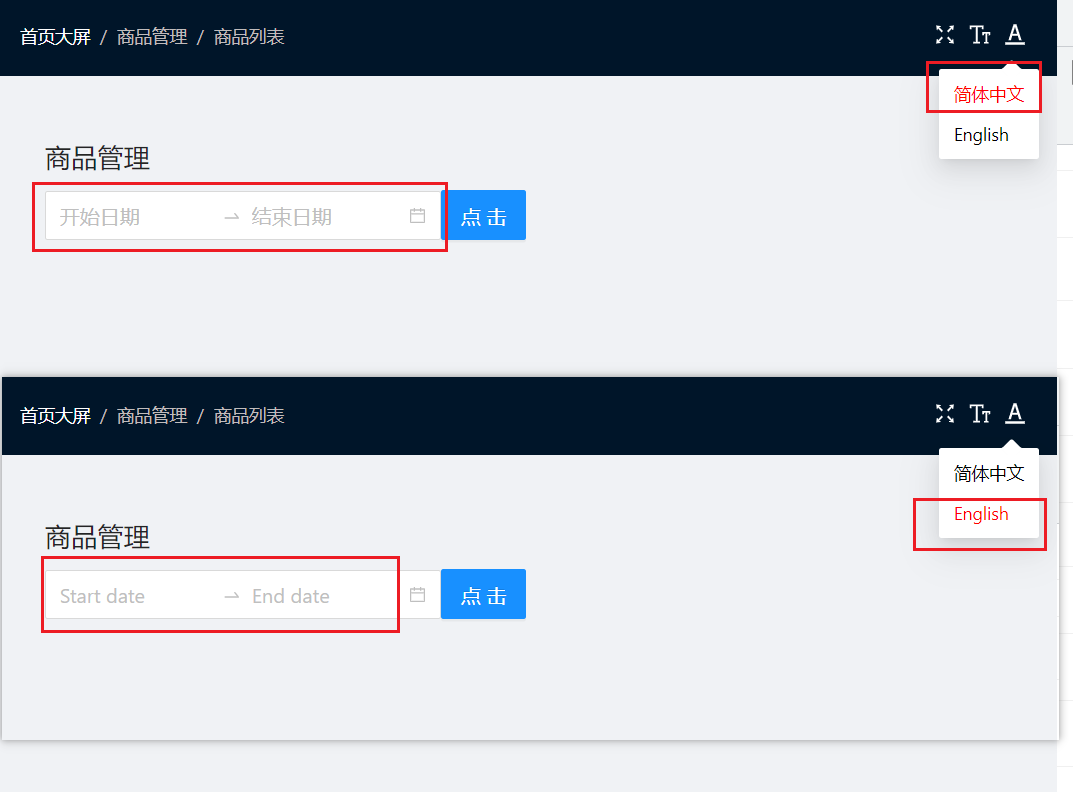 首页大屏 / 商品管理 / 商品列表
简体中文
English
商品管理
开始日期 → 结束日期
点 击
首页大屏 / 商品管理 / 商品列表
简体中文
English
商品管理
Start date → End date
点 击